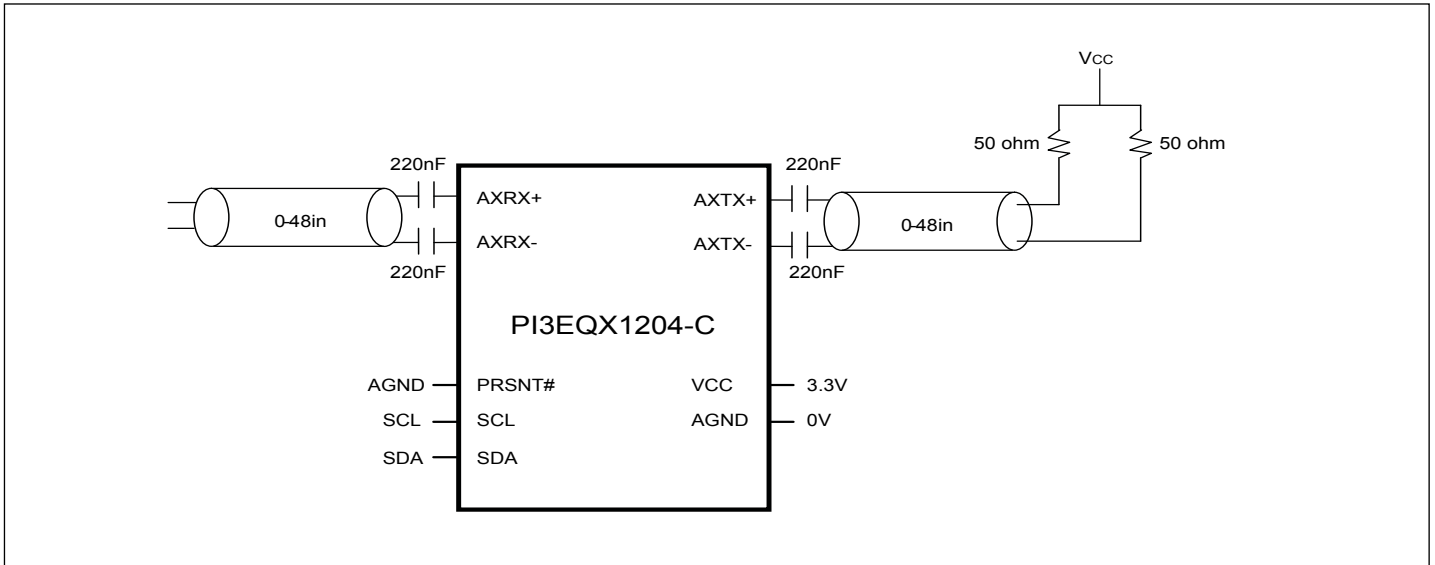 VCC
50 ohm
50 ohm
220nF
220nF
AXRX+
AXTX+
0-48in
0-48in
AXRX-
AXTX-
220nF
220nF
PI3EQX1204-C
AGND
PRSNT#
VCC
3.3V
SCL
SCL
AGND
0V
SDA
SDA